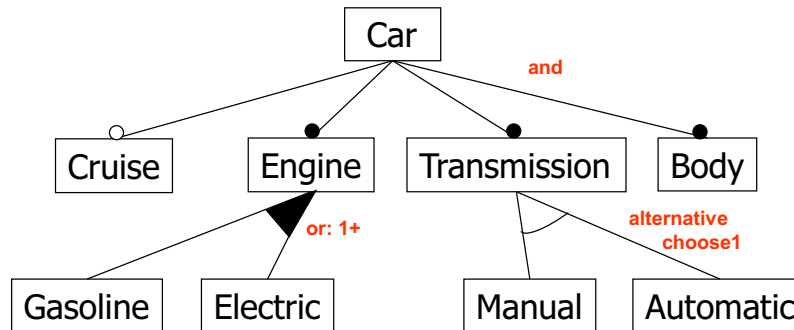 Car
and
Cruise
Engine
Transmission
Body
or: 1+
alternative
choose1
Gasoline
Electric
Manual
Automatic